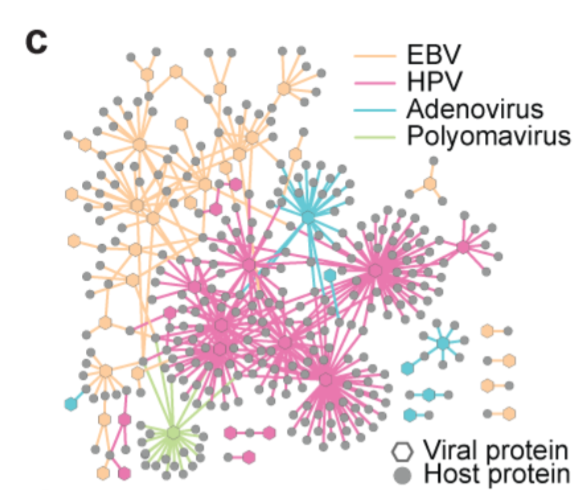 c
EBV
HPV
Adenovirus
Polyomavirus
Viral protein
Host protein